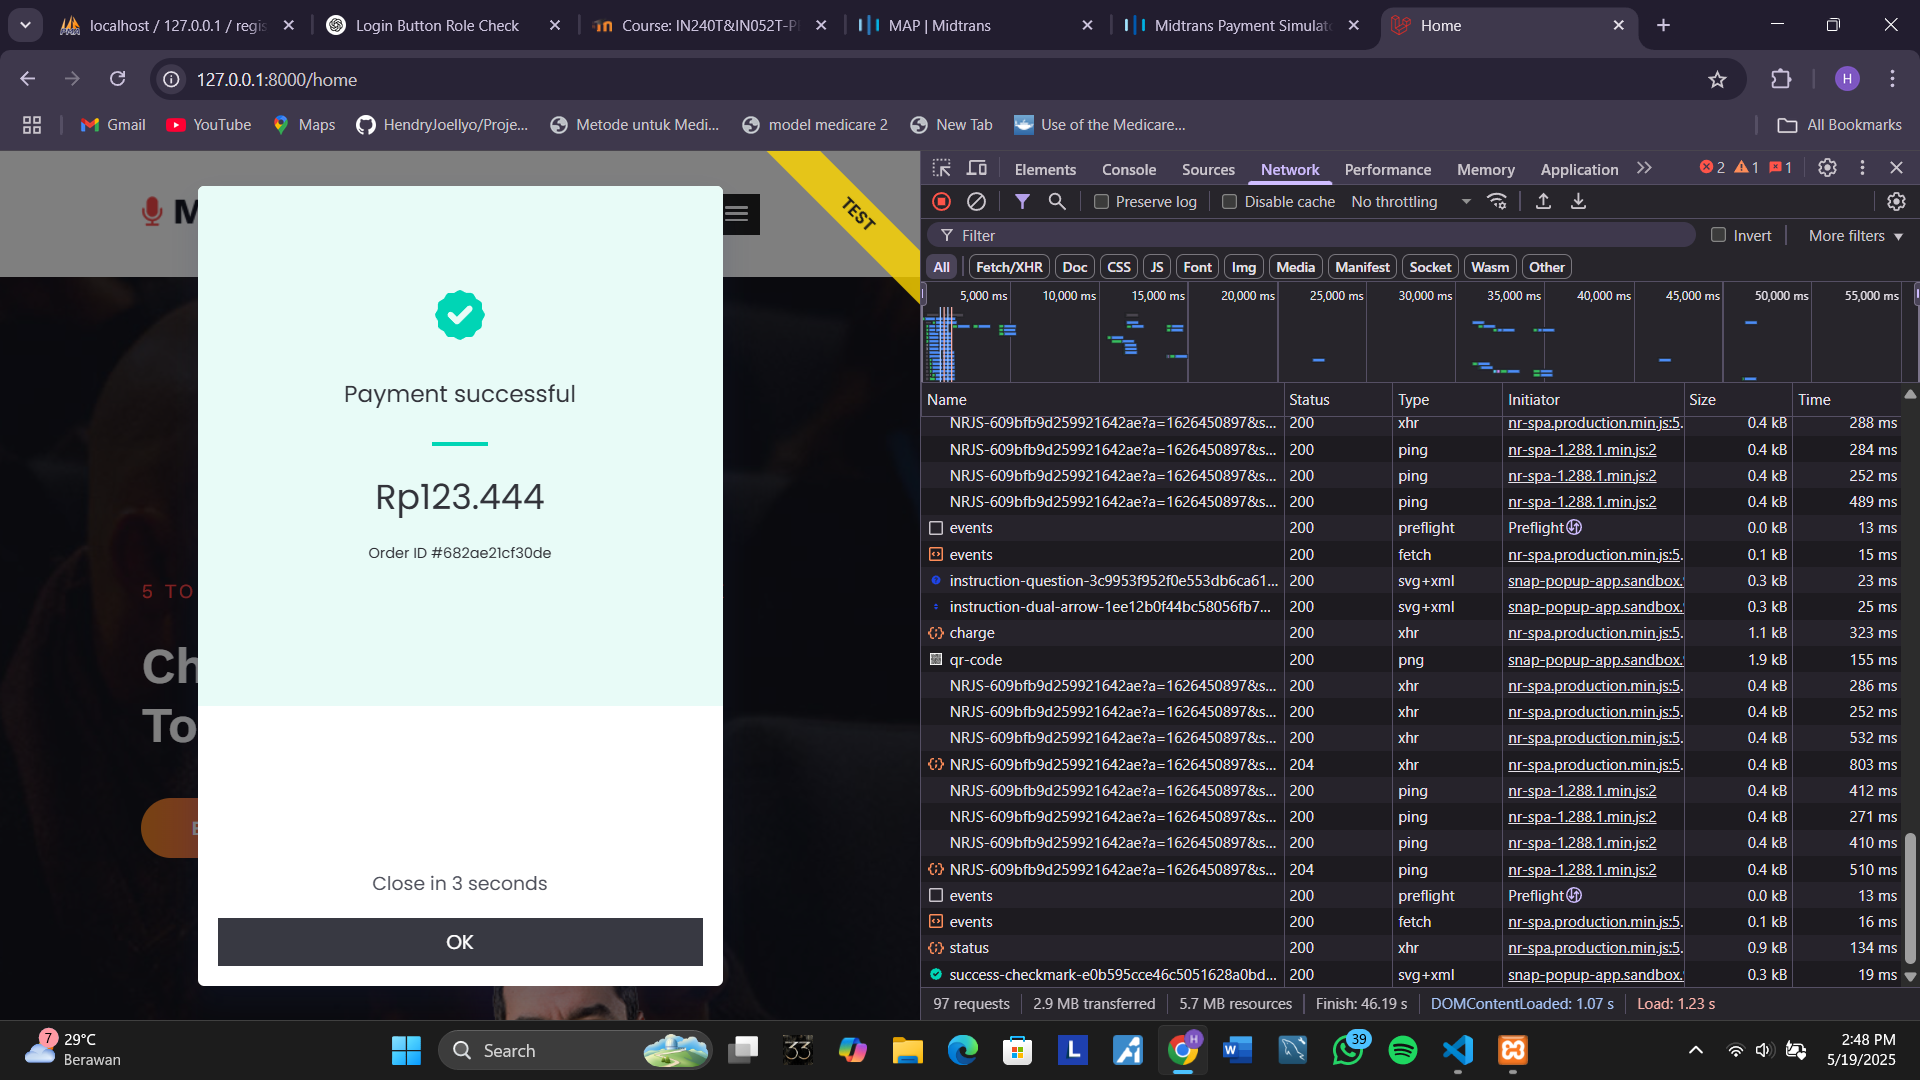 localhost / 127.0.0.1 / regis
Login Button Role Check
Course: IN240T&IN052T-P
MAP | Midtrans
Midtrans Payment Simulato
Home
127.0.0.1:8000/home
H
Gmail
YouTube
Maps
HendryJoellyo/Proje...
Metode untuk Medi...
model medicare 2
New Tab
Use of the Medicare...
All Bookmarks
M
TEST
5 TO
Ch
To
Payment successful
Rp123.444
Order ID #682ae21cf30de
Close in 3 seconds
OK
Elements Console Sources Network Performance Memory Application 2 1 1
Preserve log Disable cache No throttling
Filter Invert More filters
All Fetch/XHR Doc CSS JS Font Img Media Manifest Socket Wasm Other
5,000 ms 10,000 ms 15,000 ms 20,000 ms 25,000 ms 30,000 ms 35,000 ms 40,000 ms 45,000 ms 50,000 ms 55,000 ms
Name Status Type Initiator Size Time
NRJS-609bfb9d259921642ae?a=1626450897&s... 200 xhr nr-spa.production.min.js:5. 0.4 kB 288 ms
NRJS-609bfb9d259921642ae?a=1626450897&s... 200 ping nr-spa-1.288.1.min.js:2 0.4 kB 284 ms
NRJS-609bfb9d259921642ae?a=1626450897&s... 200 ping nr-spa-1.288.1.min.js:2 0.4 kB 252 ms
NRJS-609bfb9d259921642ae?a=1626450897&s... 200 ping nr-spa-1.288.1.min.js:2 0.4 kB 489 ms
events 200 preflight Preflight 0.0 kB 13 ms
events 200 fetch nr-spa.production.min.js:5. 0.1 kB 15 ms
instruction-question-3c9953f952f0e553db6ca61... 200 svg+xml snap-popup-app.sandbox. 0.3 kB 23 ms
instruction-dual-arrow-1ee12b0f44bc58056fb7... 200 svg+xml snap-popup-app.sandbox. 0.3 kB 25 ms
charge 200 xhr nr-spa.production.min.js:5. 1.1 kB 323 ms
qr-code 200 png snap-popup-app.sandbox. 1.9 kB 155 ms
NRJS-609bfb9d259921642ae?a=1626450897&s... 200 xhr nr-spa.production.min.js:5. 0.4 kB 286 ms
NRJS-609bfb9d259921642ae?a=1626450897&s... 200 xhr nr-spa.production.min.js:5. 0.4 kB 252 ms
NRJS-609bfb9d259921642ae?a=1626450897&s... 200 xhr nr-spa.production.min.js:5. 0.4 kB 532 ms
NRJS-609bfb9d259921642ae?a=1626450897&s... 204 xhr nr-spa.production.min.js:5. 0.4 kB 803 ms
NRJS-609bfb9d259921642ae?a=1626450897&s... 200 ping nr-spa-1.288.1.min.js:2 0.4 kB 412 ms
NRJS-609bfb9d259921642ae?a=1626450897&s... 200 ping nr-spa-1.288.1.min.js:2 0.4 kB 271 ms
NRJS-609bfb9d259921642ae?a=1626450897&s... 200 ping nr-spa-1.288.1.min.js:2 0.4 kB 410 ms
NRJS-609bfb9d259921642ae?a=1626450897&s... 204 ping nr-spa-1.288.1.min.js:2 0.4 kB 510 ms
events 200 preflight Preflight 0.0 kB 13 ms
events 200 fetch nr-spa.production.min.js:5. 0.1 kB 16 ms
status 200 xhr nr-spa.production.min.js:5. 0.9 kB 134 ms
success-checkmark-e0b595cce46c5051628a0bd... 200 svg+xml snap-popup-app.sandbox. 0.3 kB 19 ms
97 requests 2.9 MB transferred 5.7 MB resources Finish: 46.19 s DOMContentLoaded: 1.07 s Load: 1.23 s
7
29°C
Berawan
Search
33
L
H
39
2:48 PM
5/19/2025